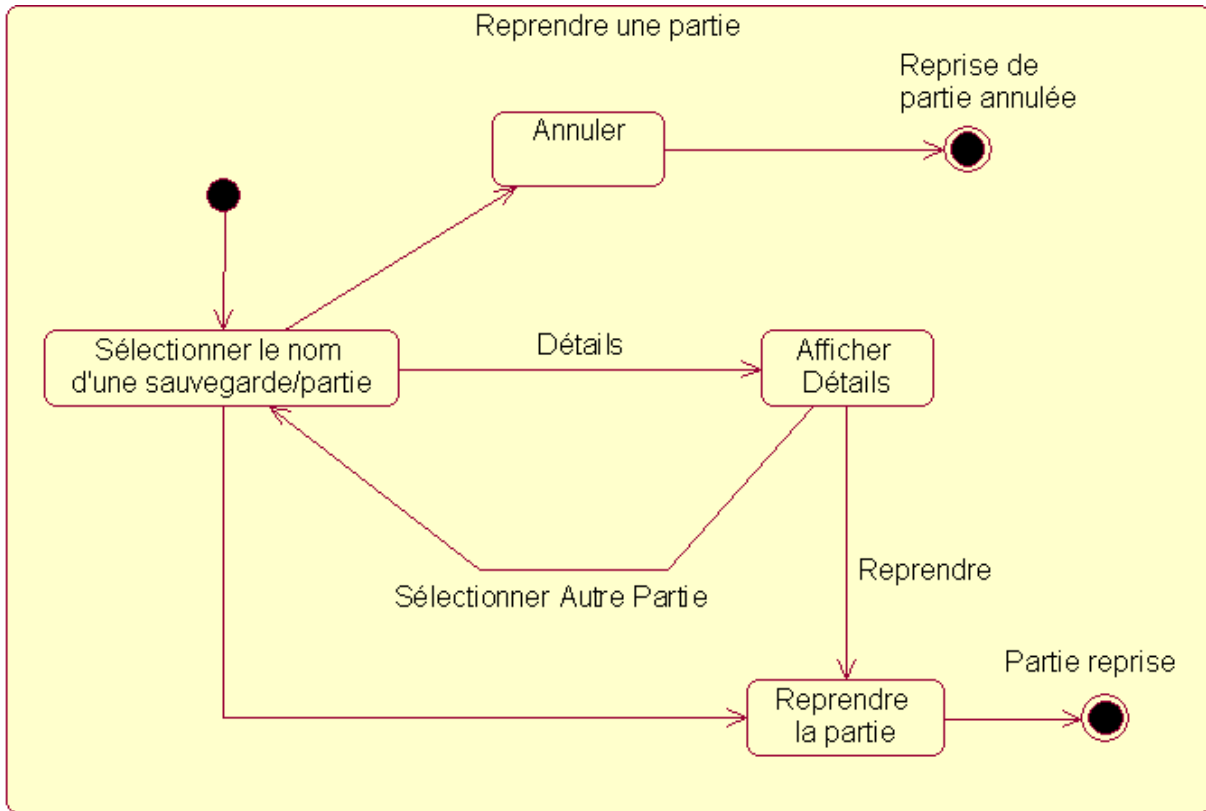 Reprendre une partie
Reprise de
partie annulée
Annuler
Sélectionner le nom
d'une sauvegarde/partie
Détails
Afficher
Détails
Sélectionner Autre Partie
Reprendre
Partie reprise
Reprendre
la partie